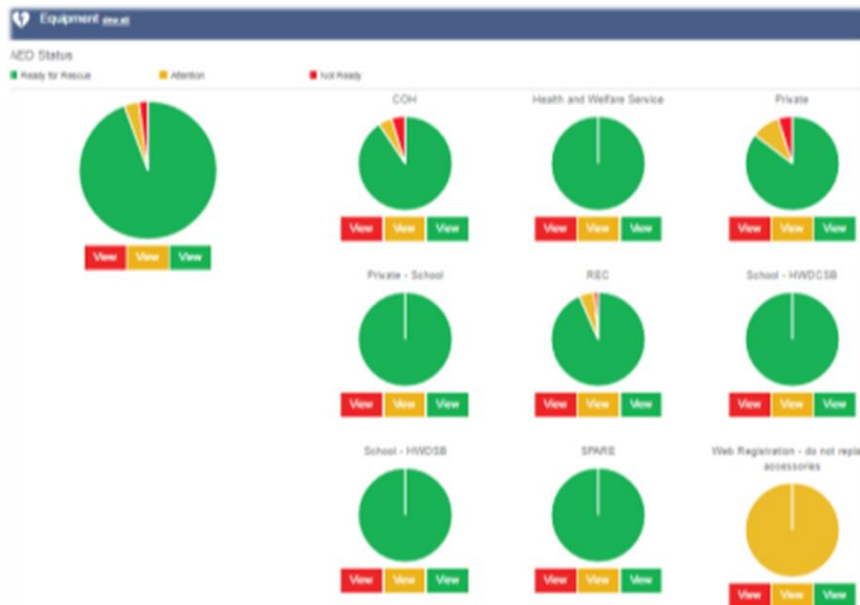 Equipment view all
AED Status
Ready for Rescue Attention Not Ready
COH Health and Welfare Service Private
View View View
View View View View View View View View View
Private - School REC School - HWDCSB
View View View View View View View View View
School - HWDSB SPARE Web Registration - do not repla
accessories
View View View View View View
View View View